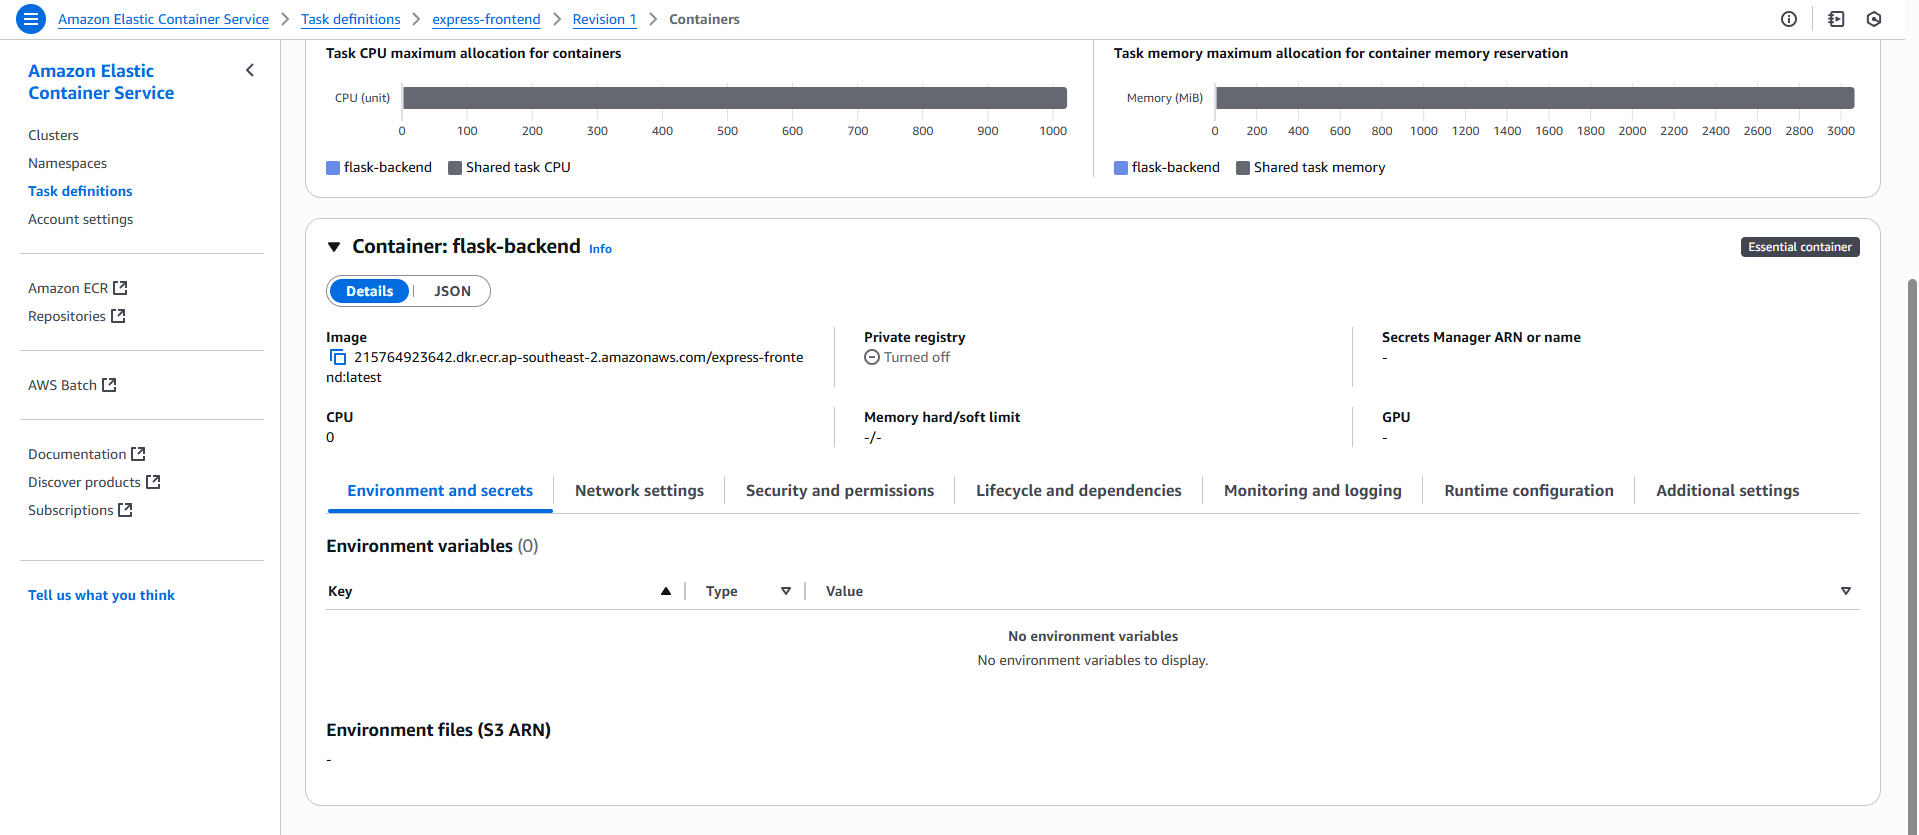 Amazon Elastic Container Service > Task definitions > express-frontend > Revision 1 > Containers
Amazon Elastic
Container Service
Clusters
Namespaces
Task definitions
Account settings
Amazon ECR
Repositories
AWS Batch
Documentation
Discover products
Subscriptions
Tell us what you think
Task CPU maximum allocation for containers
CPU (unit)
0 100 200 300 400 500 600 700 800 900 1000
flask-backend Shared task CPU
Task memory maximum allocation for container memory reservation
Memory (MiB)
0 200 400 600 800 1000 1200 1400 1600 1800 2000 2200 2400 2600 2800 3000
flask-backend Shared task memory
Container: flask-backend Info
Essential container
Details | JSON
Image
215764923642.dkr.ecr.ap-southeast-2.amazonaws.com/express-fronte
nd:latest
Private registry
Turned off
Secrets Manager ARN or name
-
CPU
0
Memory hard/soft limit
-/-
GPU
-
Environment and secrets Network settings Security and permissions Lifecycle and dependencies Monitoring and logging Runtime configuration Additional settings
Environment variables (0)
Key Type Value
No environment variables
No environment variables to display.
Environment files (S3 ARN)
-